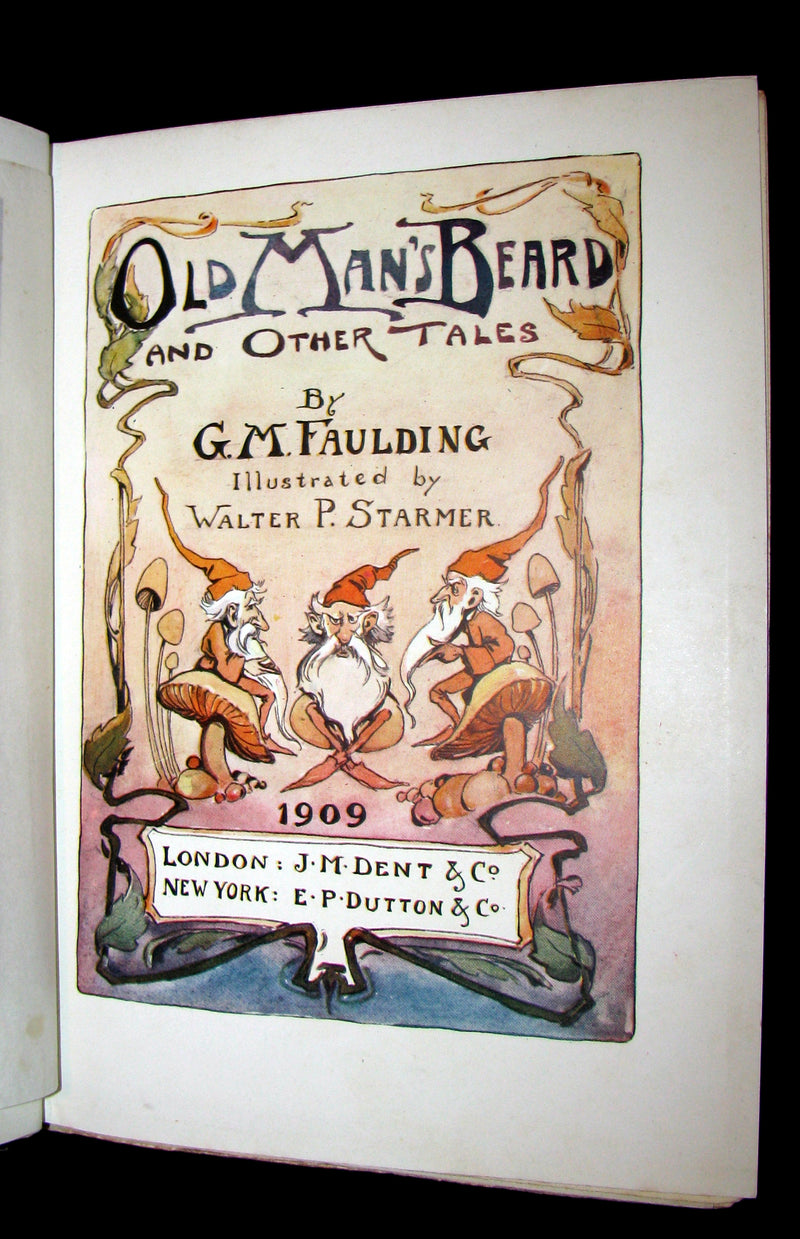 OLD MAN'S BEARD
AND OTHER TALES
By
G. M. FAULDING
Illustrated by
WALTER P. STARMER.
1909
LONDON: J·M·DENT & Co
NEW YORK: E·P·DUTTON & Co.